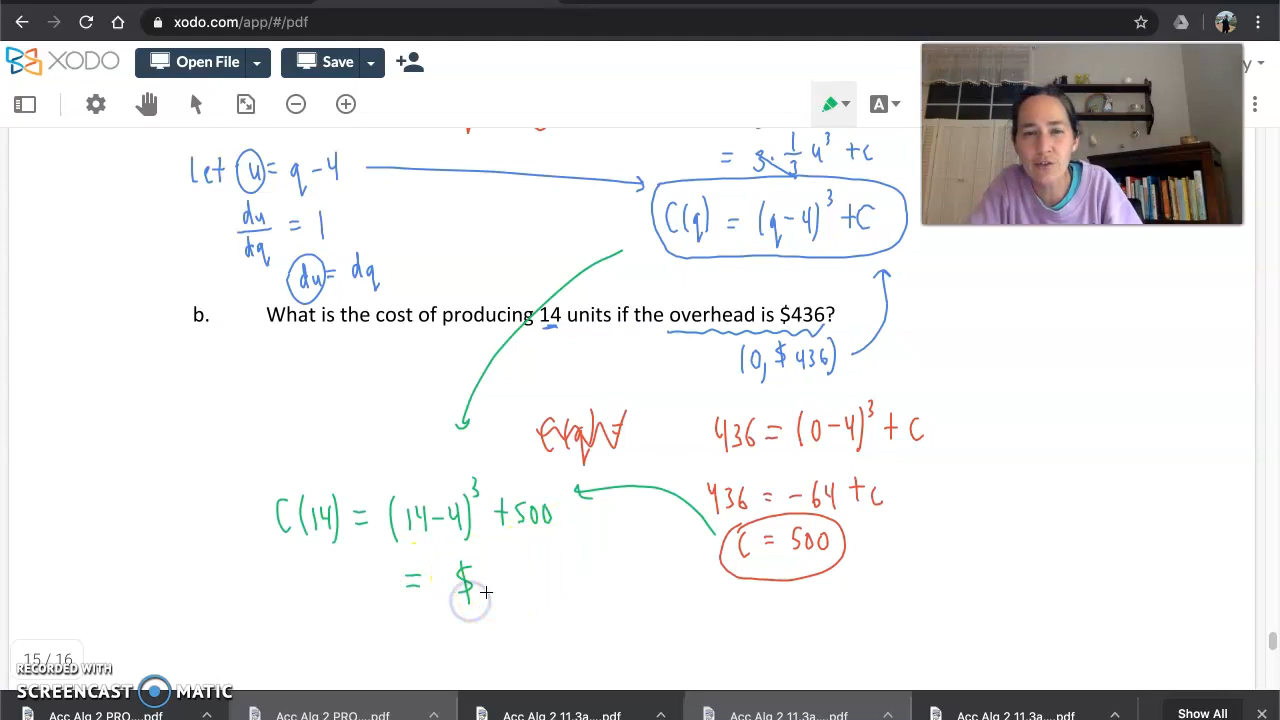 xodo.com/app/#/pdf
XODO
Open File
Save
A
y
= 3 · 1/3 u³ + C
Let u = q - 4
C(q) = (q - 4)³ + C
du/dq = 1
du = dq
b. What is the cost of producing 14 units if the overhead is $436?
(0, $436)
436 = (0 - 4)³ + C
436 = -64 + C
C(14) = (14 - 4)³ + 500
C = 500
= $
15 / 16
RECORDED WITH
SCREENCAST MATIC
Acc Alg 2 PRO....pdf
Acc Alg 2 PRO....pdf
Acc Alg 2 11.3a....pdf
Acc Alg 2 11.3a....pdf
Acc Alg 2 11.3a....pdf
Show All